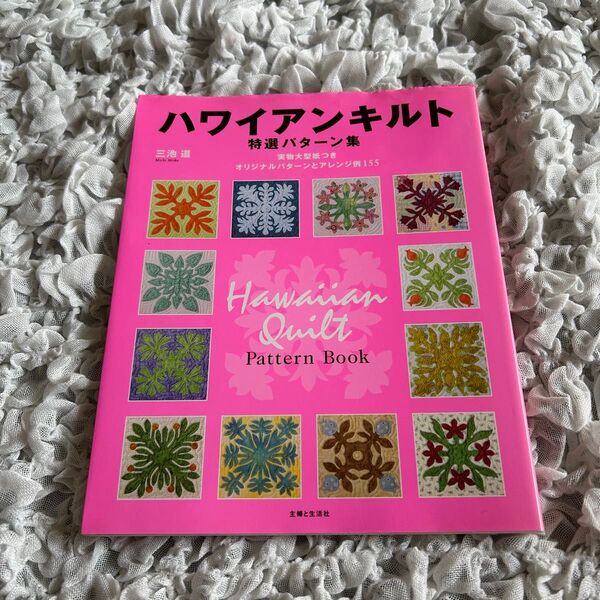 ハワイアンキルト
特選パターン集
三池 道
Michi Miike
実物大型紙つき
オリジナルパターンとアレンジ例155
Hawaiian
Quilt
Pattern Book
主婦と生活社